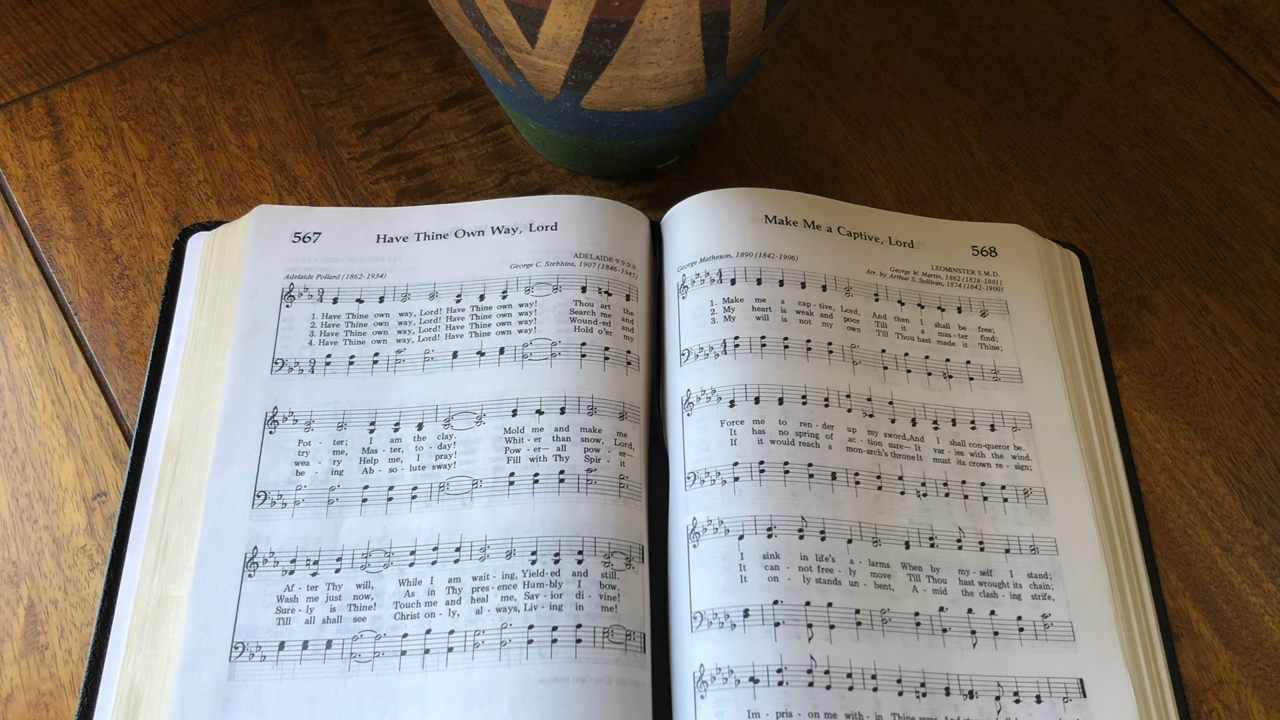 567
Have Thine Own Way, Lord
ADELAIDE 9.9.9.9.
Adelaide Pollard (1862-1934)
George C. Stebbins, 1907 (1846-1945)
1. Have Thine own way, Lord! Have Thine own way! Thou art the
2. Have Thine own way, Lord! Have Thine own way! Search me and
3. Have Thine own way, Lord! Have Thine own way! Wound-ed and
4. Have Thine own way, Lord! Have Thine own way! Hold o'er my
Pot - ter; I am the clay. Mold me and make me
try me, Mas - ter, to - day! Whit - er than snow, Lord,
wea - ry Help me, I pray! Pow - er— all pow - er—
be - ing Ab - so - lute sway! Fill with Thy Spir - it
Af - ter Thy will, While I am wait - ing, Yield-ed and still.
Wash me just now, As in Thy pres - ence Hum-bly I bow.
Sure - ly is Thine! Touch me and heal me, Sav - ior di - vine!
Till all shall see Christ on - ly, al - ways, Liv - ing in me!
Make Me a Captive, Lord
568
LEOMINSTER S.M.D.
George Matheson, 1890 (1842-1906)
George W. Martin, 1862 (1828-1881)
Arr. by Arthur S. Sullivan, 1874 (1842-1900)
1. Make me a cap - tive, Lord, And then I shall be free;
2. My heart is weak and poor Till it a mas - ter find;
3. My will is not my own Till Thou hast made it Thine;
Force me to ren - der up my sword, And I shall con-queror be.
It has no spring of ac - tion sure— It var - ies with the wind.
If it would reach a mon-arch's throne It must its crown re - sign;
I sink in life's a - larms When by my - self I stand;
It can - not free - ly move Till Thou hast wrought its chain;
It on - ly stands un - bent, A - mid the clash - ing strife,
Im - pris - on me with - in Thine arms, And